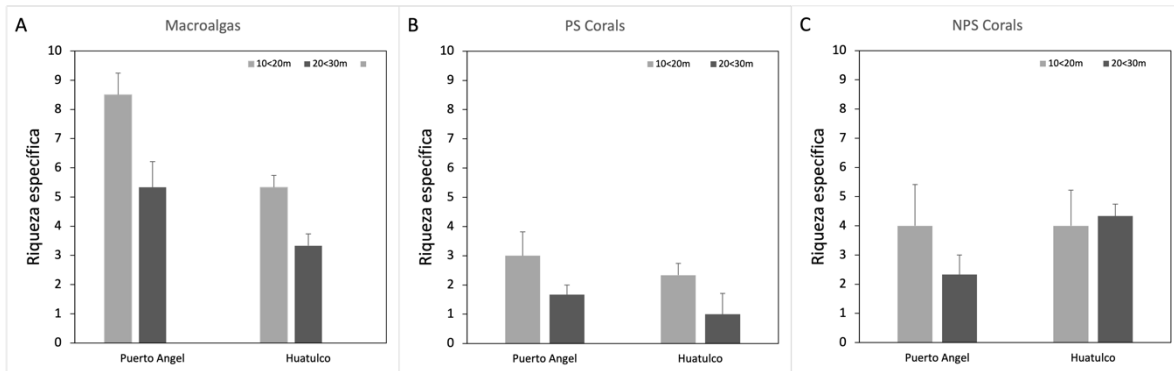 A
Macroalgas
10<20m 20<30m
Riqueza específica
10
9
8
7
6
5
4
3
2
1
0
Puerto Angel Huatulco
B
PS Corals
10<20m 20<30m
Riqueza específica
10
9
8
7
6
5
4
3
2
1
0
Puerto Angel Huatulco
C
NPS Corals
10<20m 20<30m
Riqueza específica
10
9
8
7
6
5
4
3
2
1
0
Puerto Angel Huatulco